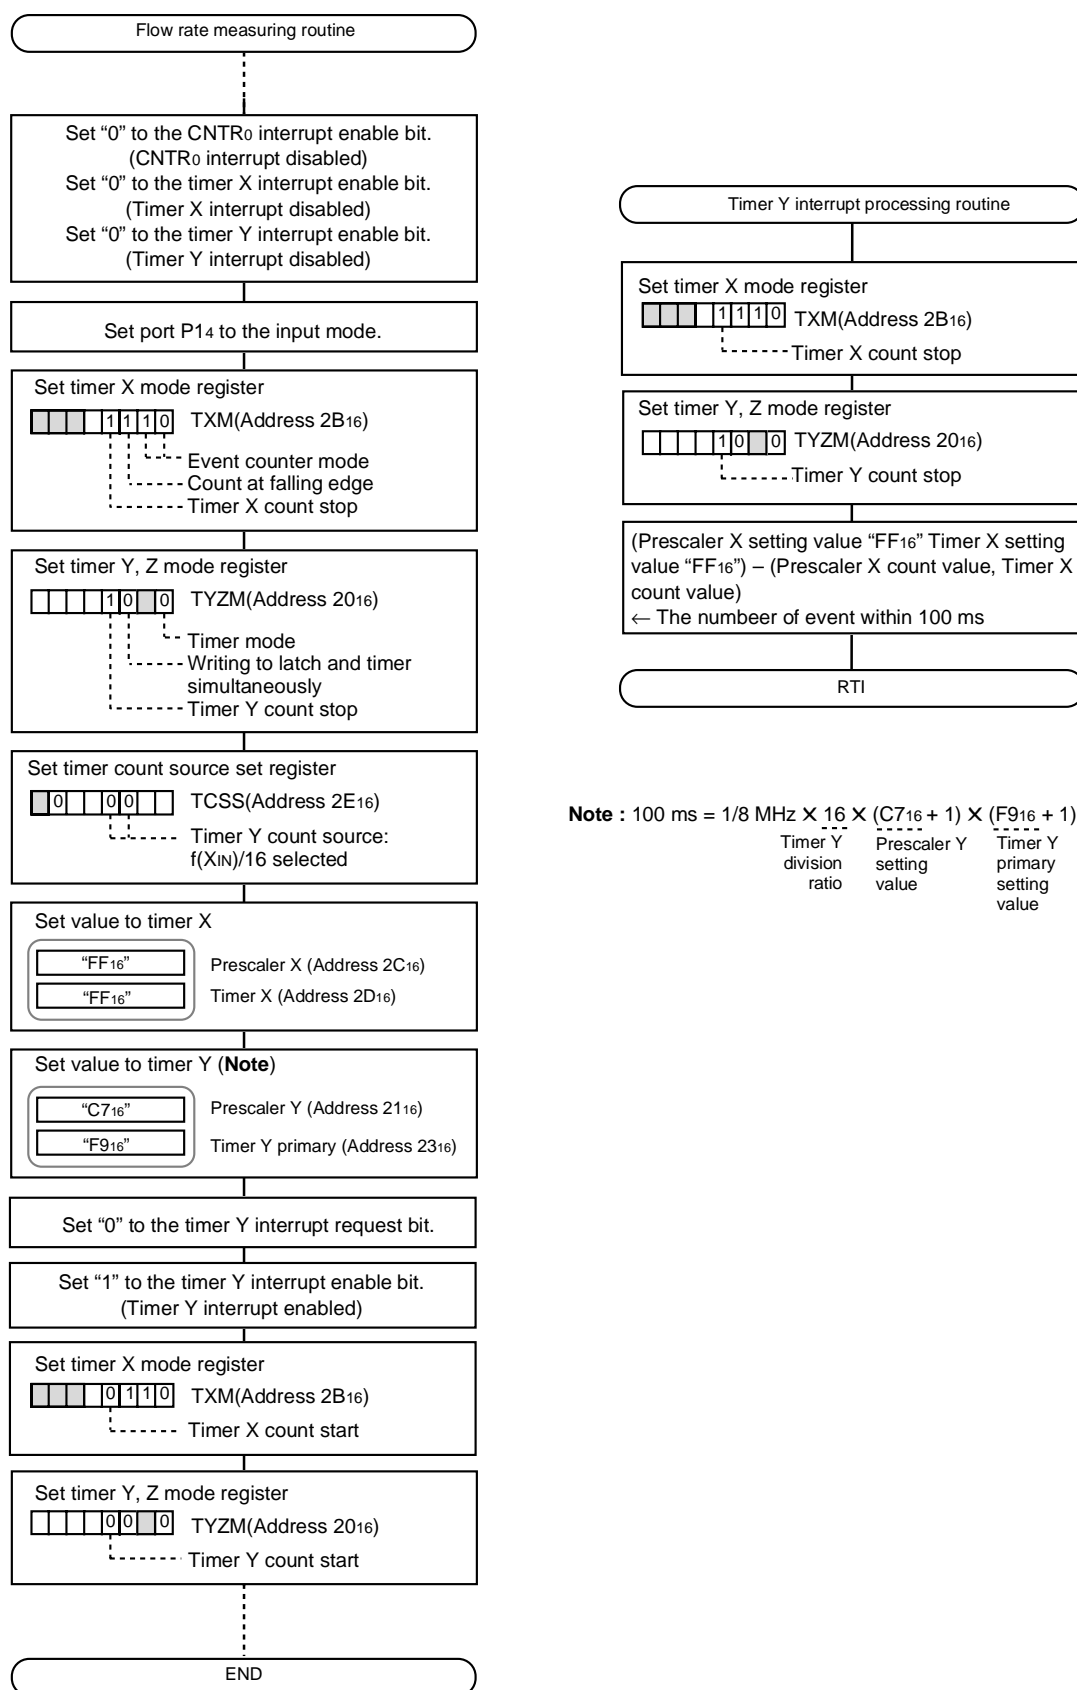 Flow rate measuring routine
Set “0” to the CNTR0 interrupt enable bit.
(CNTR0 interrupt disabled)
Set “0” to the timer X interrupt enable bit.
(Timer X interrupt disabled)
Set “0” to the timer Y interrupt enable bit.
(Timer Y interrupt disabled)
Set port P14 to the input mode.
Set timer X mode register
1 1 1 0 TXM(Address 2B16)
Event counter mode
Count at falling edge
Timer X count stop
Set timer Y, Z mode register
1 0 0 TYZM(Address 2016)
Timer mode
Writing to latch and timer
simultaneously
Timer Y count stop
Set timer count source set register
0 0 0 TCSS(Address 2E16)
Timer Y count source:
f(XIN)/16 selected
Set value to timer X
“FF16” Prescaler X (Address 2C16)
“FF16” Timer X (Address 2D16)
Set value to timer Y (Note)
“C716” Prescaler Y (Address 2116)
“F916” Timer Y primary (Address 2316)
Set “0” to the timer Y interrupt request bit.
Set “1” to the timer Y interrupt enable bit.
(Timer Y interrupt enabled)
Set timer X mode register
0 1 1 0 TXM(Address 2B16)
Timer X count start
Set timer Y, Z mode register
0 0 0 TYZM(Address 2016)
Timer Y count start
END
Timer Y interrupt processing routine
Set timer X mode register
1 1 1 0 TXM(Address 2B16)
Timer X count stop
Set timer Y, Z mode register
1 0 0 TYZM(Address 2016)
Timer Y count stop
(Prescaler X setting value “FF16” Timer X setting
value “FF16”) – (Prescaler X count value, Timer X
count value)
← The numbeer of event within 100 ms
RTI
Note : 100 ms = 1/8 MHz × 16 × (C716 + 1) × (F916 + 1)
Timer Y
division
ratio
Prescaler Y
setting
value
Timer Y
primary
setting
value